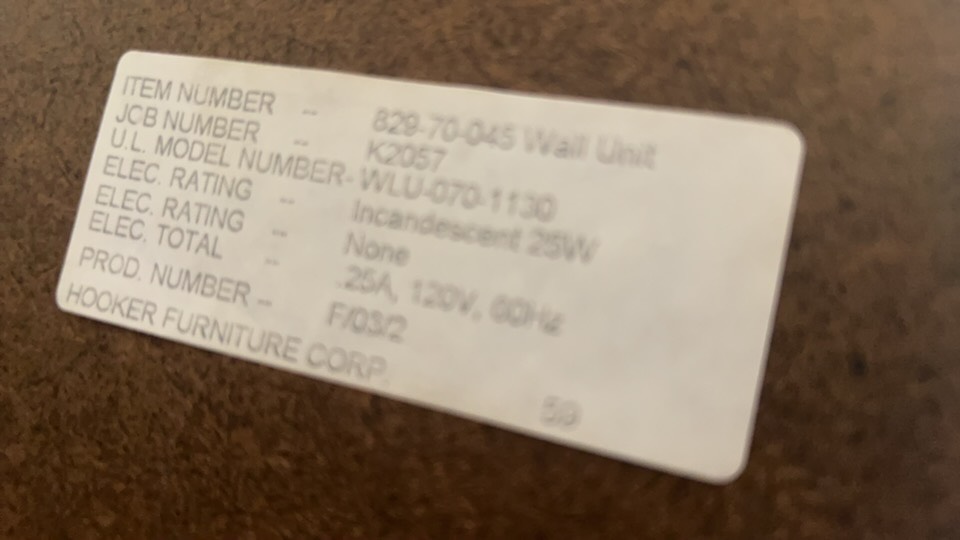 ITEM NUMBER -- 829-70-045 Wall Unit
JCB NUMBER -- K2057
U.L. MODEL NUMBER- WLU-070-1130
ELEC. RATING -- Incandescent 25W
ELEC. RATING -- None
ELEC. TOTAL -- .25A, 120V, 60Hz
PROD. NUMBER -- F/03/2
HOOKER FURNITURE CORP.
59